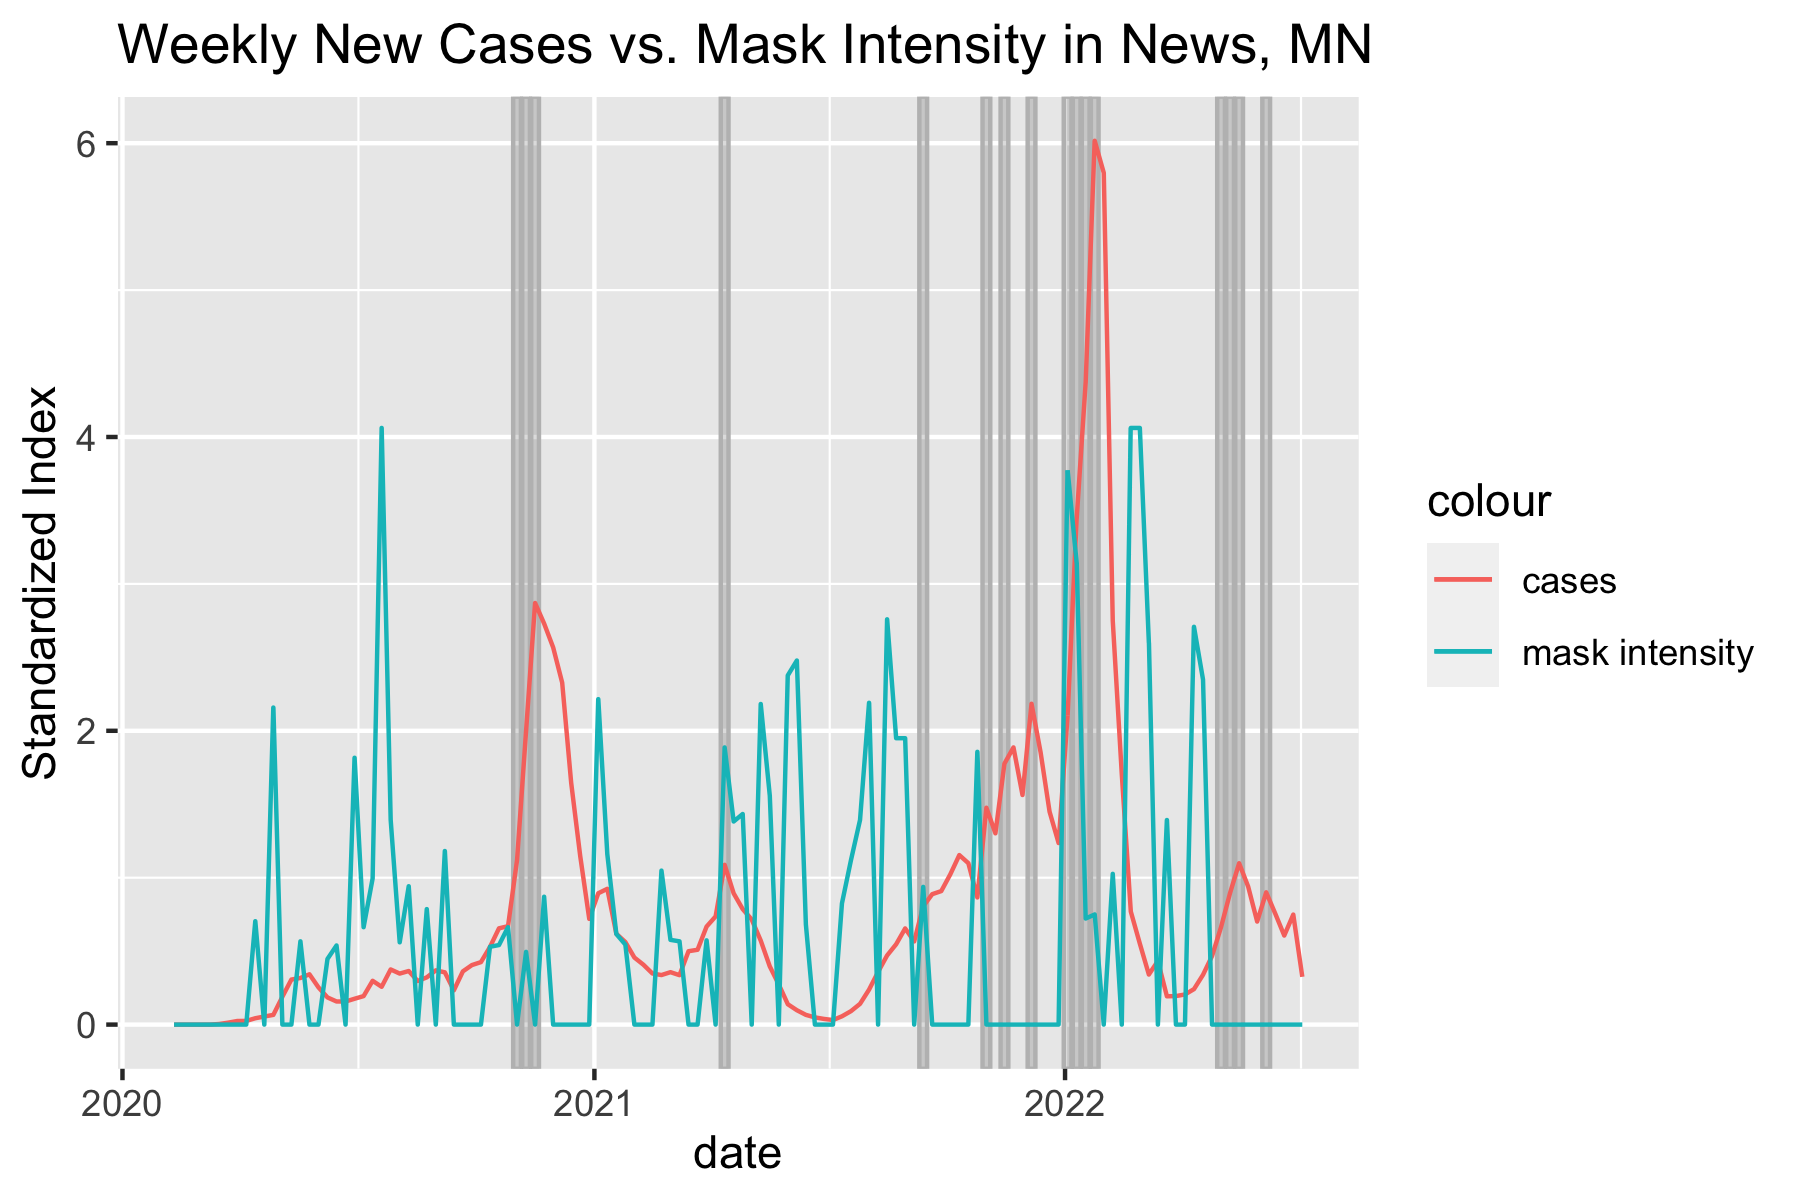 Weekly New Cases vs. Mask Intensity in News, MN
Standardized Index
6
4
2
0
2020
2021
2022
date
colour
cases
mask intensity